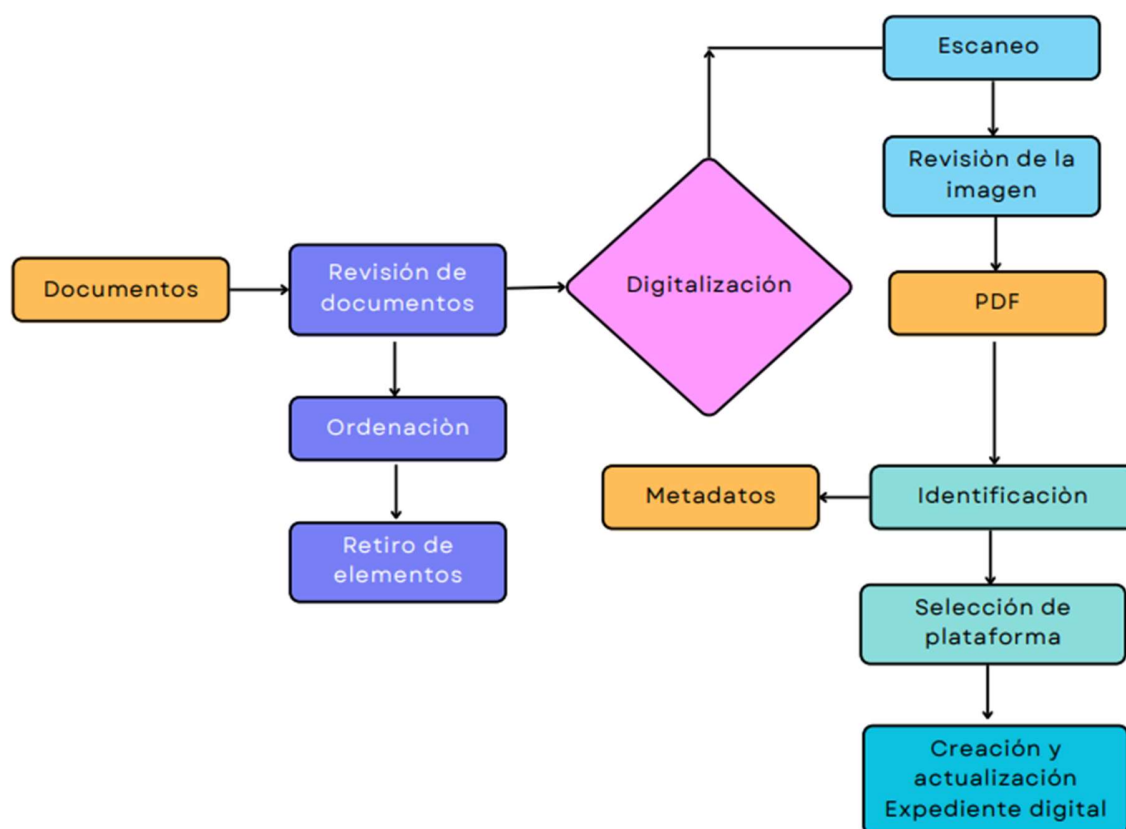 Documentos
Revisión de
documentos
Ordenaciòn
Retiro de
elementos
Digitalización
Escaneo
Revisiòn de la
imagen
PDF
Identificaciòn
Metadatos
Selección de
plataforma
Creación y
actualización
Expediente digital